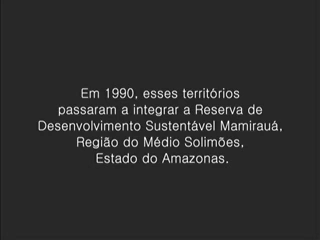 Em 1990, esses territórios
passaram a integrar a Reserva de
Desenvolvimento Sustentável Mamirauá,
Região do Médio Solimões,
Estado do Amazonas.